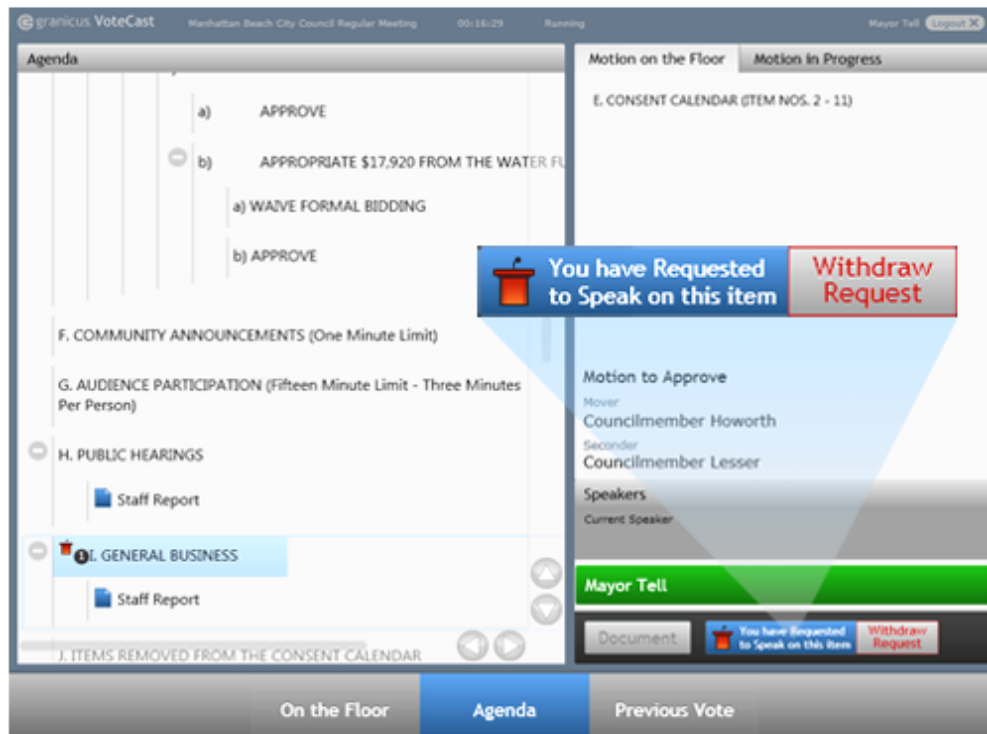 granicus VoteCast Manhattan Beach City Council Regular Meeting 00:16:29 Running Mayor Tell Logout X
Agenda
a) APPROVE
b) APPROPRIATE $17,920 FROM THE WATER
a) WAIVE FORMAL BIDDING
b) APPROVE
F. COMMUNITY ANNOUNCEMENTS (One Minute Limit)
G. AUDIENCE PARTICIPATION (Fifteen Minute Limit - Three Minutes
Per Person)
H. PUBLIC HEARINGS
Staff Report
1 I. GENERAL BUSINESS
Staff Report
J. ITEMS REMOVED FROM THE CONSENT CALENDAR
Motion on the Floor Motion in Progress
E. CONSENT CALENDAR (ITEM NOS. 2 - 11)
You have Requested
to Speak on this item
Withdraw
Request
Motion to Approve
Mover
Councilmember Howorth
Seconder
Councilmember Lesser
Speakers
Current Speaker
Mayor Tell
Document
You have Requested
to Speak on this item
Withdraw
Request
On the Floor Agenda Previous Vote